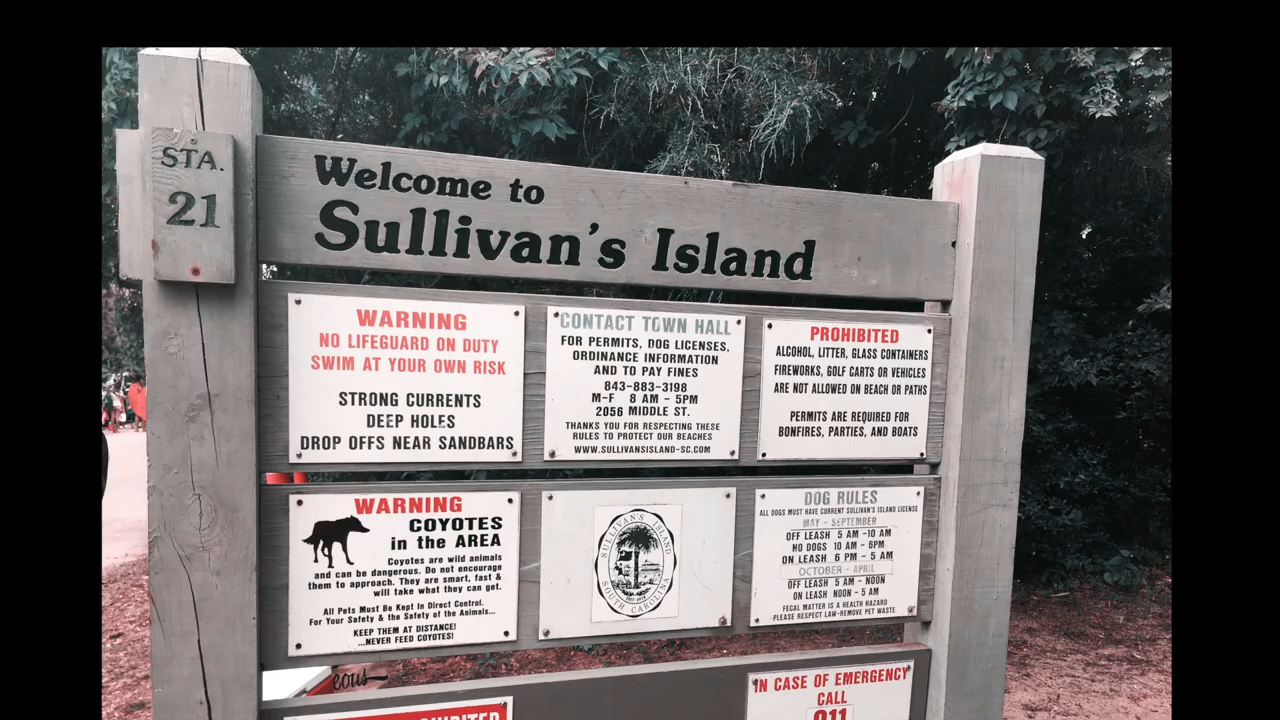 STA.
21
Welcome to
Sullivan's Island
WARNING
NO LIFEGUARD ON DUTY
SWIM AT YOUR OWN RISK
STRONG CURRENTS
DEEP HOLES
DROP OFFS NEAR SANDBARS
CONTACT TOWN HALL
FOR PERMITS, DOG LICENSES,
ORDINANCE INFORMATION
AND TO PAY FINES
843-883-3198
M-F 8 AM - 5PM
2056 MIDDLE ST.
THANKS YOU FOR RESPECTING THESE
RULES TO PROTECT OUR BEACHES
WWW.SULLIVANSISLAND-SC.COM
PROHIBITED
ALCOHOL, LITTER, GLASS CONTAINERS
FIREWORKS, GOLF CARTS OR VEHICLES
ARE NOT ALLOWED ON BEACH OR PATHS
PERMITS ARE REQUIRED FOR
BONFIRES, PARTIES, AND BOATS
WARNING
COYOTES
in the AREA
Coyotes are wild animals
and can be dangerous. Do not encourage
them to approach. They are smart, fast &
will take what they can get.
All Pets Must Be Kept In Direct Control.
For Your Safety & the Safety of the Animals...
KEEP THEM AT DISTANCE!
...NEVER FEED COYOTES!
SULLIVAN'S ISLAND
SOUTH CAROLINA
DOG RULES
ALL DOGS MUST HAVE CURRENT SULLIVAN'S ISLAND LICENSE
MAY - SEPTEMBER
OFF LEASH 5 AM -10 AM
NO DOGS 10 AM - 6PM
ON LEASH 6 PM - 5 AM
OCTOBER - APRIL
OFF LEASH 5 AM - NOON
ON LEASH NOON - 5 AM
FECAL MATTER IS A HEALTH HAZARD
PLEASE RESPECT LAW-REMOVE PET WASTE
IN CASE OF EMERGENCY
CALL
911